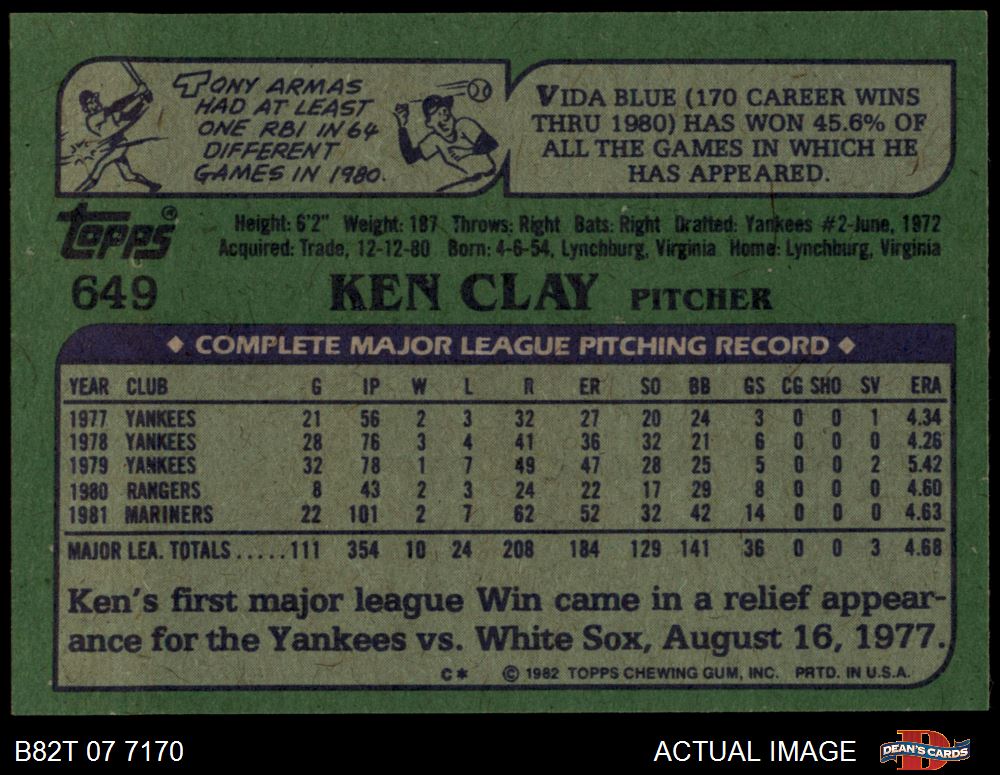 TONY ARMAS
HAD AT LEAST
ONE RBI IN 64
DIFFERENT
GAMES IN 1980.
VIDA BLUE (170 CAREER WINS
THRU 1980) HAS WON 45.6% OF
ALL THE GAMES IN WHICH HE
HAS APPEARED.
Topps®
Height: 6'2" Weight: 187 Throws: Right Bats: Right Drafted: Yankees #2-June, 1972
Acquired: Trade, 12-12-80 Born: 4-6-54, Lynchburg, Virginia Home: Lynchburg, Virginia
649 KEN CLAY PITCHER
◆ COMPLETE MAJOR LEAGUE PITCHING RECORD ◆
YEAR CLUB G IP W L R ER SO BB GS CG SHO SV ERA
1977 YANKEES 21 56 2 3 32 27 20 24 3 0 0 1 4.34
1978 YANKEES 28 76 3 4 41 36 32 21 6 0 0 0 4.26
1979 YANKEES 32 78 1 7 49 47 28 25 5 0 0 2 5.42
1980 RANGERS 8 43 2 3 24 22 17 29 8 0 0 0 4.60
1981 MARINERS 22 101 2 7 62 52 32 42 14 0 0 0 4.63
MAJOR LEA. TOTALS.....111 354 10 24 208 184 129 141 36 0 0 3 4.68
Ken's first major league Win came in a relief appear-
ance for the Yankees vs. White Sox, August 16, 1977.
C* © 1982 TOPPS CHEWING GUM, INC. PRTD. IN U.S.A.
B82T 07 7170 ACTUAL IMAGE DEAN'S CARDS